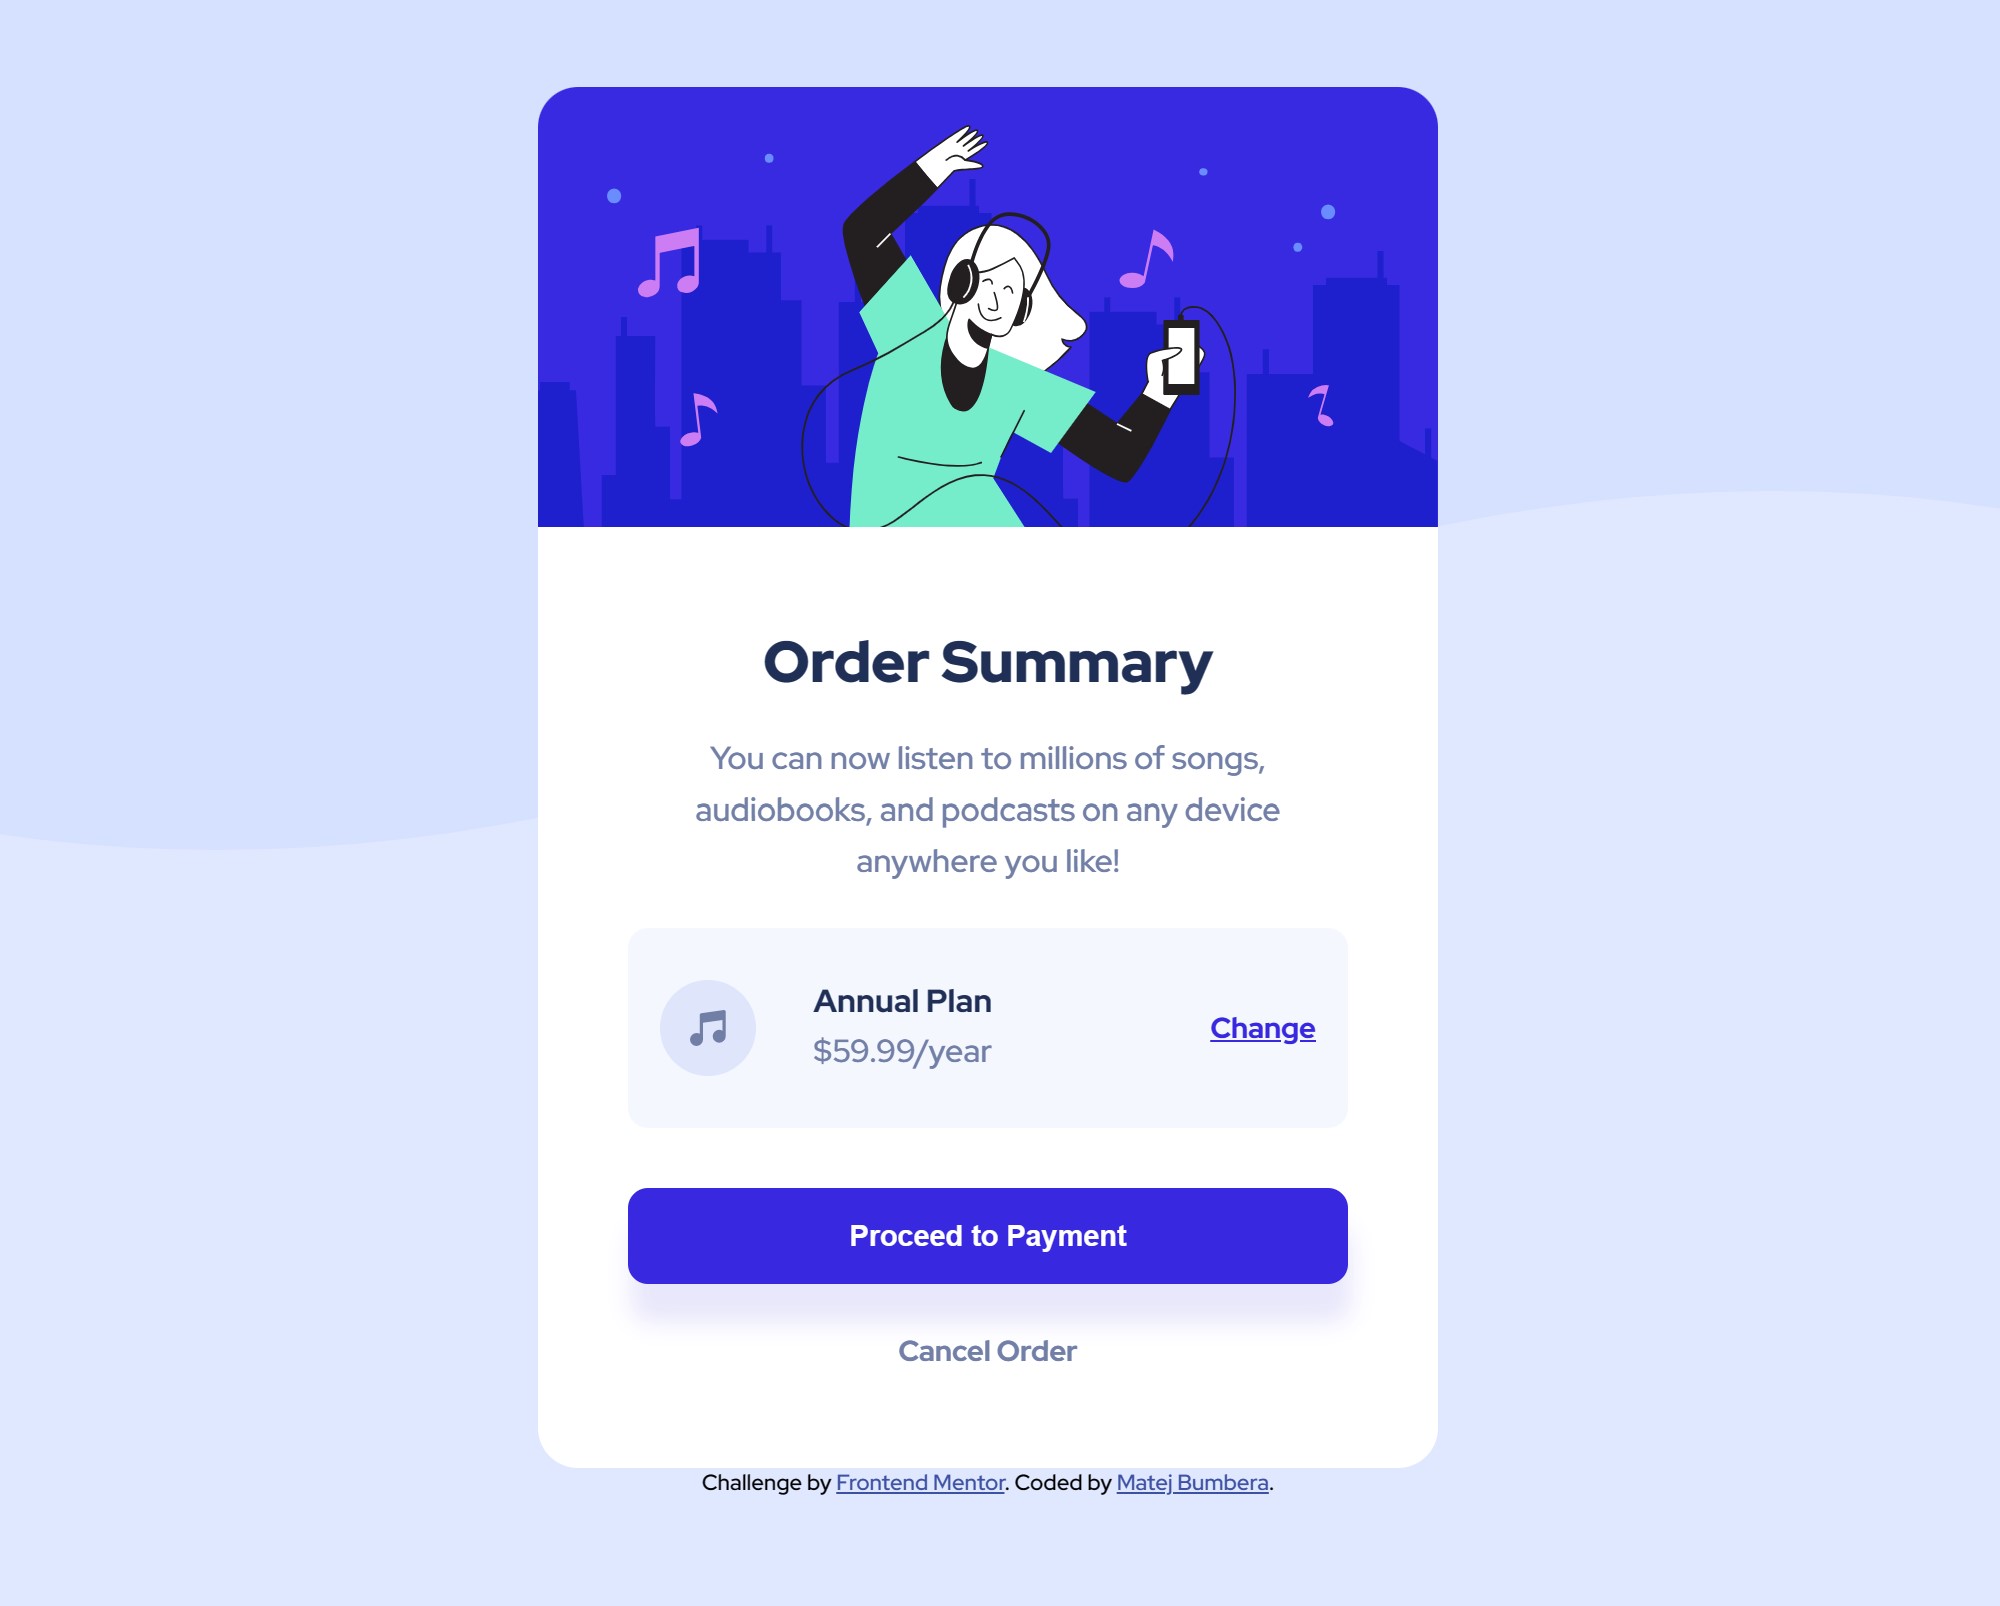 Order Summary
You can now listen to millions of songs,
audiobooks, and podcasts on any device
anywhere you like!
Annual Plan
$59.99/year
Change
Proceed to Payment
Cancel Order
Challenge by Frontend Mentor. Coded by Matej Bumbera.